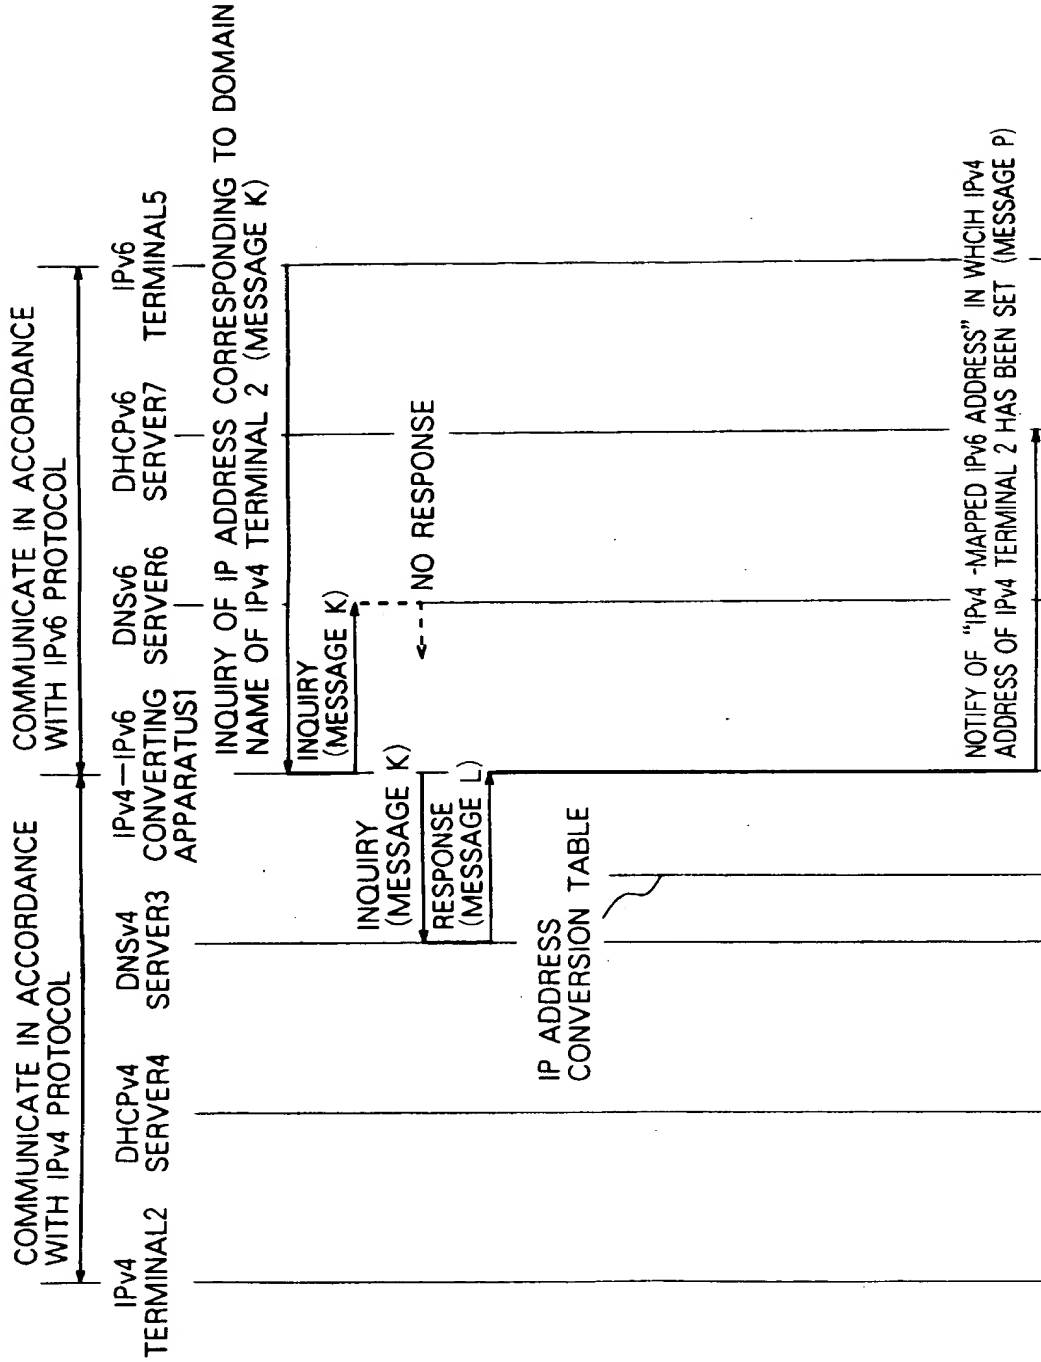 COMMUNICATE IN ACCORDANCE
WITH IPv4 PROTOCOL
COMMUNICATE IN ACCORDANCE
WITH IPv6 PROTOCOL
IPv4
TERMINAL2
DHCPv4
SERVER4
DNSv4
SERVER3
IPv4—IPv6
CONVERTING
APPARATUS1
DNSv6
SERVER6
DHCPv6
SERVER7
IPv6
TERMINAL5
INQUIRY OF IP ADDRESS CORRESPONDING TO DOMAIN
NAME OF IPv4 TERMINAL 2 (MESSAGE K)
INQUIRY
(MESSAGE K)
NO RESPONSE
INQUIRY
(MESSAGE K)
RESPONSE
(MESSAGE L)
IP ADDRESS
CONVERSION TABLE
NOTIFY OF "IPv4 -MAPPED IPv6 ADDRESS" IN WHCIH IPv4
ADDRESS OF IPv4 TERMINAL 2 HAS BEEN SET (MESSAGE P)